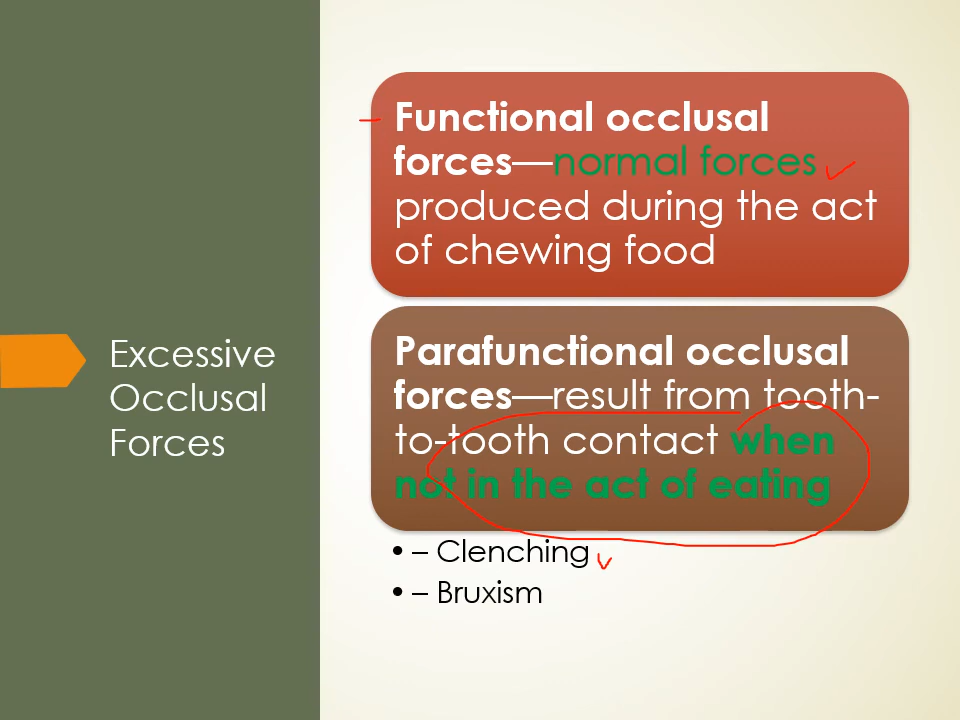 Excessive
Occlusal
Forces
Functional occlusal
forces—normal forces
produced during the act
of chewing food
Parafunctional occlusal
forces—result from tooth-
to-tooth contact when
not in the act of eating
• – Clenching
• – Bruxism